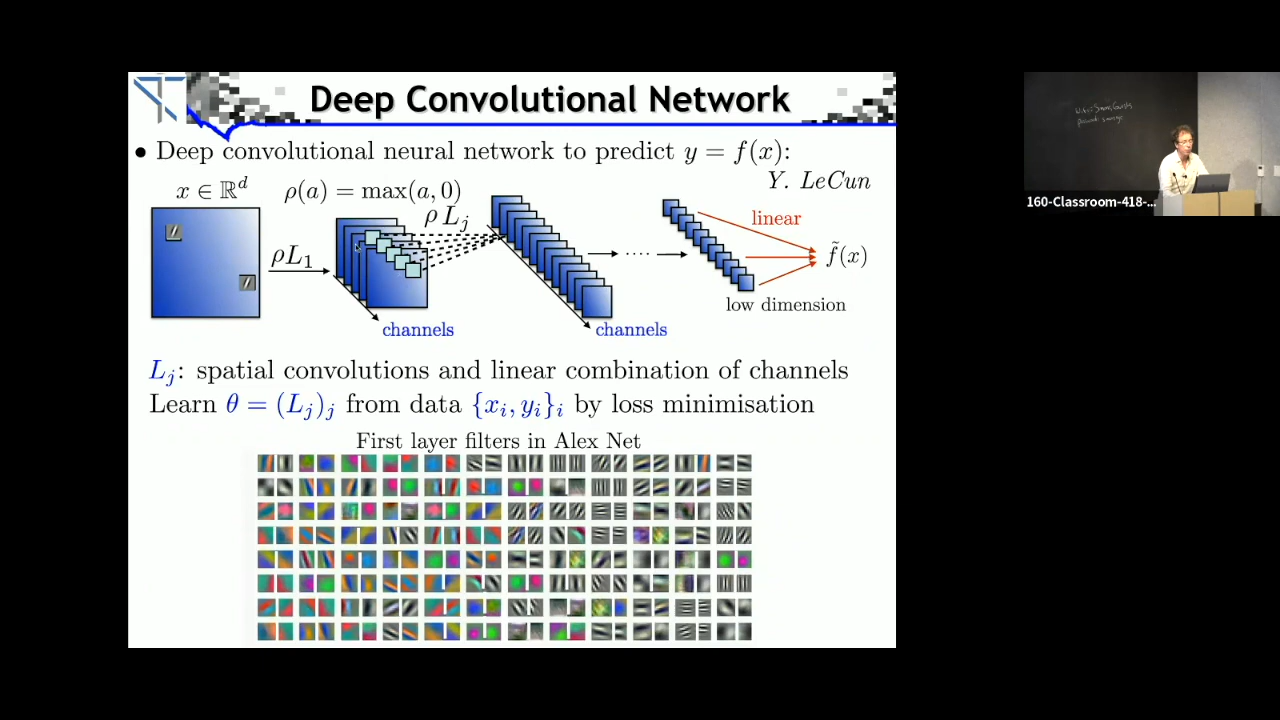 Deep Convolutional Network
• Deep convolutional neural network to predict y = f(x):
Y. LeCun
x ∈ ℝ^d
ρ(a) = max(a, 0)
ρ L_j
linear
ρL_1
....
f̃(x)
low dimension
channels
channels
L_j: spatial convolutions and linear combination of channels
Learn θ = (L_j)_j from data {x_i, y_i}_i by loss minimisation
First layer filters in Alex Net
160-Classroom-418-...